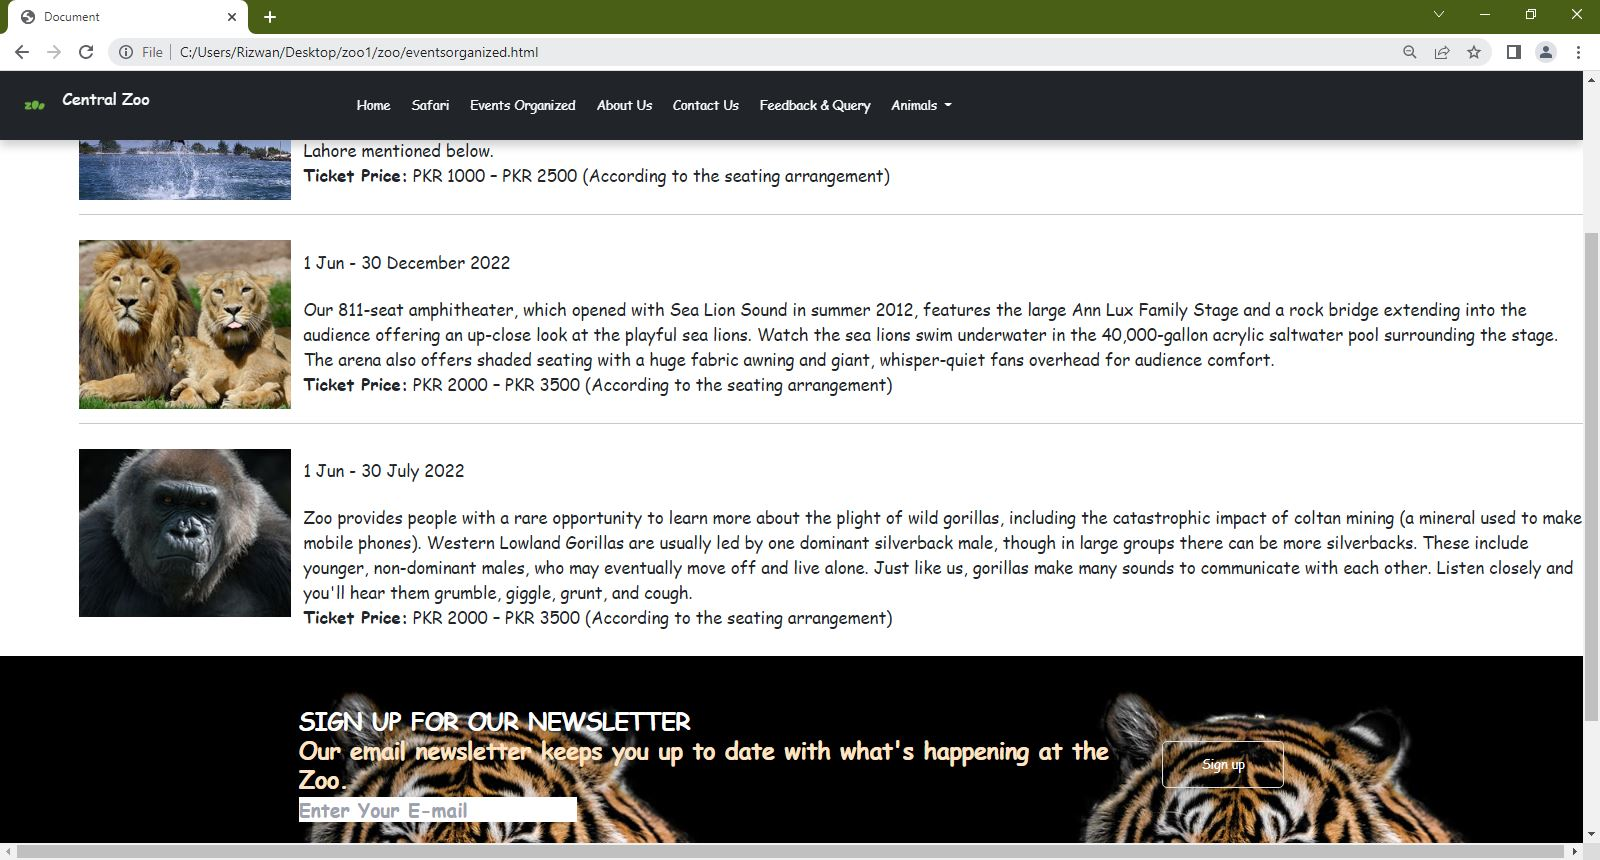 Document
File
C:/Users/Rizwan/Desktop/zoo1/zoo/eventsorganized.html
zoo Central Zoo Home Safari Events Organized About Us Contact Us Feedback & Query Animals
Lahore mentioned below.
Ticket Price: PKR 1000 – PKR 2500 (According to the seating arrangement)
1 Jun - 30 December 2022
Our 811-seat amphitheater, which opened with Sea Lion Sound in summer 2012, features the large Ann Lux Family Stage and a rock bridge extending into the
audience offering an up-close look at the playful sea lions. Watch the sea lions swim underwater in the 40,000-gallon acrylic saltwater pool surrounding the stage.
The arena also offers shaded seating with a huge fabric awning and giant, whisper-quiet fans overhead for audience comfort.
Ticket Price: PKR 2000 – PKR 3500 (According to the seating arrangement)
1 Jun - 30 July 2022
Zoo provides people with a rare opportunity to learn more about the plight of wild gorillas, including the catastrophic impact of coltan mining (a mineral used to make
mobile phones). Western Lowland Gorillas are usually led by one dominant silverback male, though in large groups there can be more silverbacks. These include
younger, non-dominant males, who may eventually move off and live alone. Just like us, gorillas make many sounds to communicate with each other. Listen closely and
you'll hear them grumble, giggle, grunt, and cough.
Ticket Price: PKR 2000 – PKR 3500 (According to the seating arrangement)
SIGN UP FOR OUR NEWSLETTER
Our email newsletter keeps you up to date with what's happening at the
Zoo.
Sign up
Enter Your E-mail